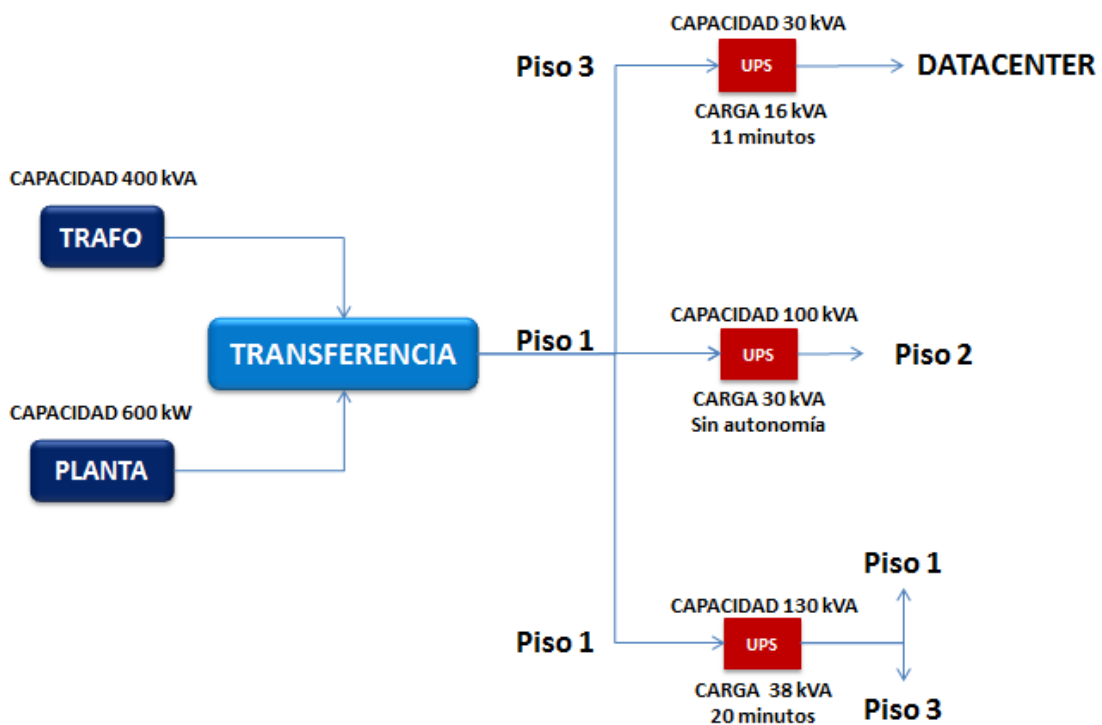 CAPACIDAD 30 kVA
Piso 3
UPS
DATACENTER
CARGA 16 kVA
11 minutos
CAPACIDAD 400 kVA
TRAFO
CAPACIDAD 100 kVA
TRANSFERENCIA
Piso 1
UPS
Piso 2
CARGA 30 kVA
Sin autonomía
CAPACIDAD 600 kW
PLANTA
Piso 1
CAPACIDAD 130 kVA
Piso 1
UPS
CARGA 38 kVA
20 minutos
Piso 3